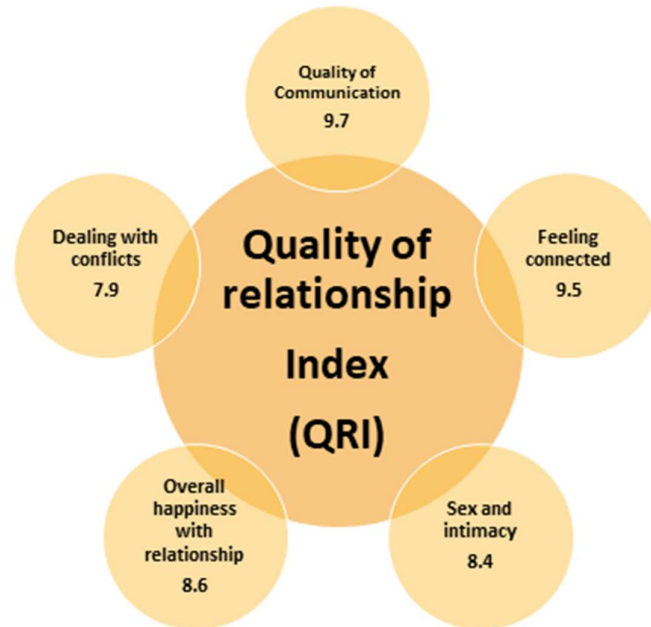 Quality of
Communication
9.7
Dealing with
conflicts
7.9
Quality of
relationship
Index
(QRI)
Feeling
connected
9.5
Overall
happiness
with
relationship
8.6
Sex and
intimacy
8.4